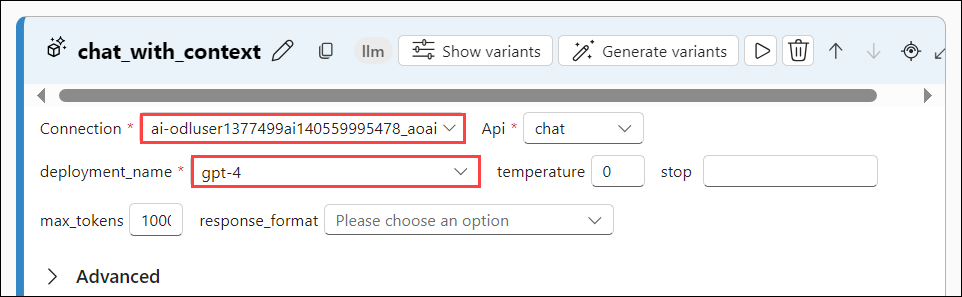 chat_with_context llm Show variants Generate variants
Connection * ai-odluser1377499ai140559995478_aoai Api * chat
deployment_name * gpt-4 temperature 0 stop
max_tokens 1000 response_format Please choose an option
Advanced